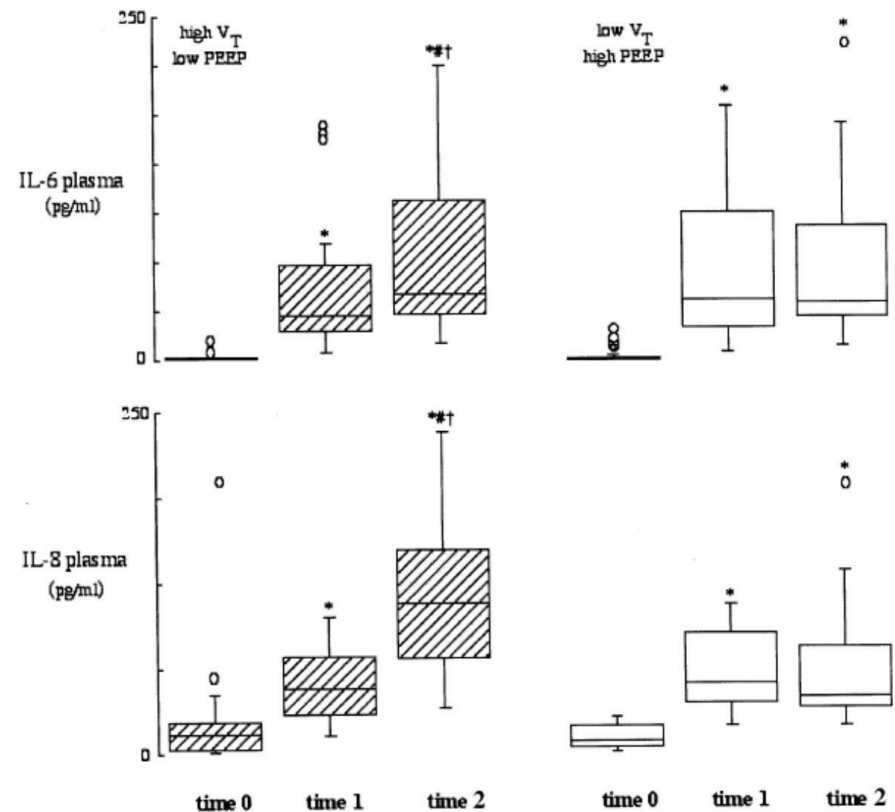 250
high V_T
low PEEP
low V_T
high PEEP
*#†
*
*
*
IL-6 plasma
(pg/ml)
0
250
*#†
*
*
*
IL-8 plasma
(pg/ml)
0
time 0
time 1
time 2
time 0
time 1
time 2